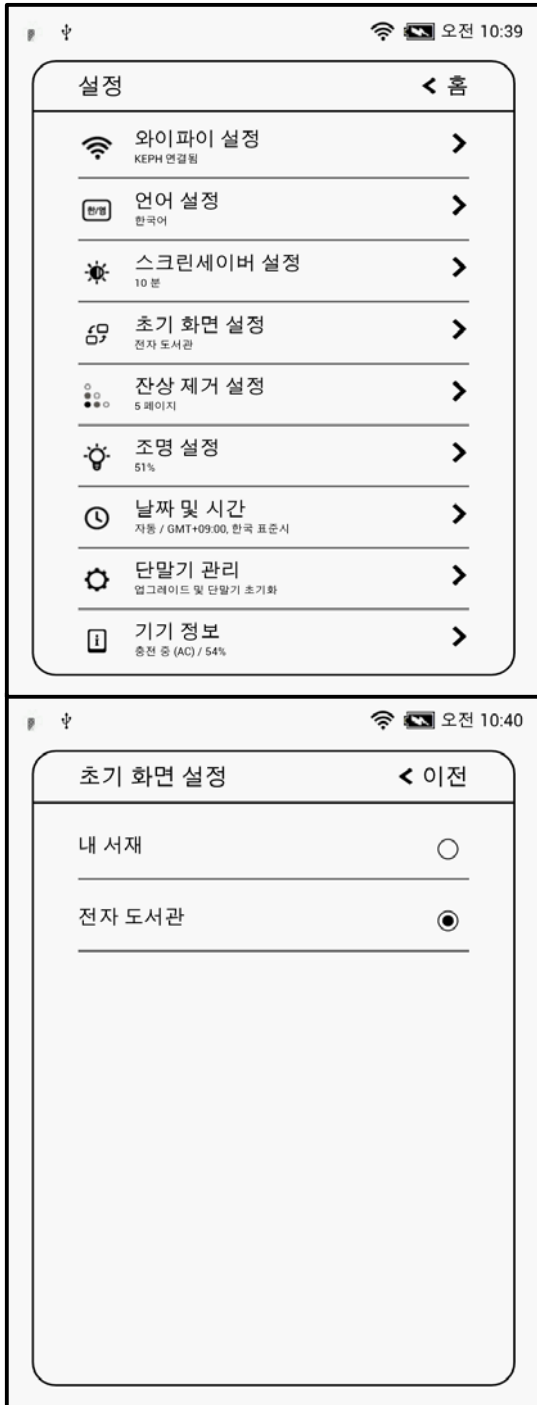 오전 10:39
설정
홈
와이파이 설정
KEPH 연결됨
한/영
언어 설정
한국어
스크린세이버 설정
10 분
초기 화면 설정
전자 도서관
잔상 제거 설정
5 페이지
조명 설정
51%
날짜 및 시간
자동 / GMT+09:00, 한국 표준시
단말기 관리
업그레이드 및 단말기 초기화
기기 정보
충전 중 (AC) / 54%
오전 10:40
초기 화면 설정
이전
내 서재
전자 도서관